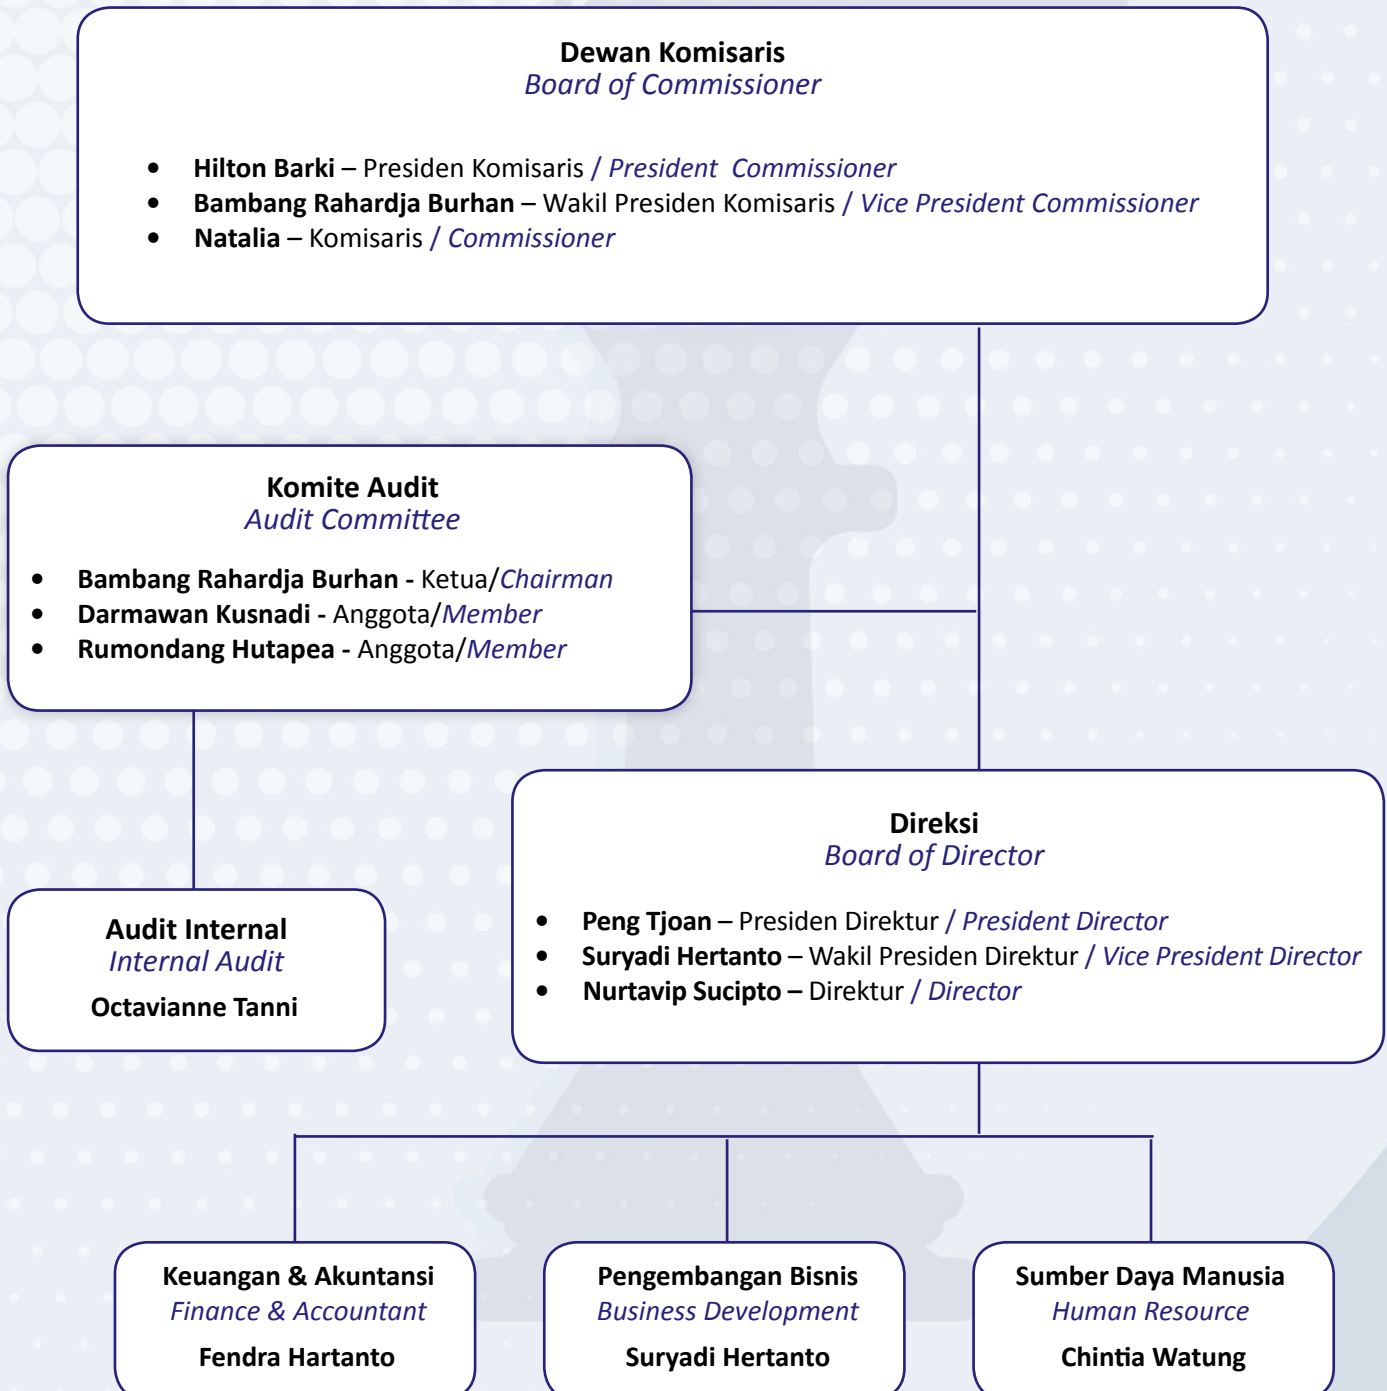 Dewan Komisaris
Board of Commissioner
• Hilton Barki – Presiden Komisaris / President Commissioner
• Bambang Rahardja Burhan – Wakil Presiden Komisaris / Vice President Commissioner
• Natalia – Komisaris / Commissioner
Komite Audit
Audit Committee
• Bambang Rahardja Burhan - Ketua/Chairman
• Darmawan Kusnadi - Anggota/Member
• Rumondang Hutapea - Anggota/Member
Direksi
Board of Director
• Peng Tjoan – Presiden Direktur / President Director
• Suryadi Hertanto – Wakil Presiden Direktur / Vice President Director
• Nurtavip Sucipto – Direktur / Director
Audit Internal
Internal Audit
Octavianne Tanni
Keuangan & Akuntansi
Finance & Accountant
Fendra Hartanto
Pengembangan Bisnis
Business Development
Suryadi Hertanto
Sumber Daya Manusia
Human Resource
Chintia Watung